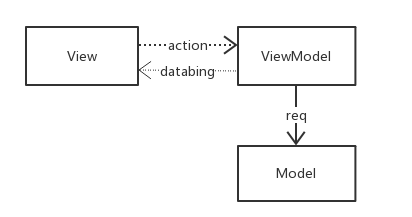 View
action
ViewModel
databing
req
Model